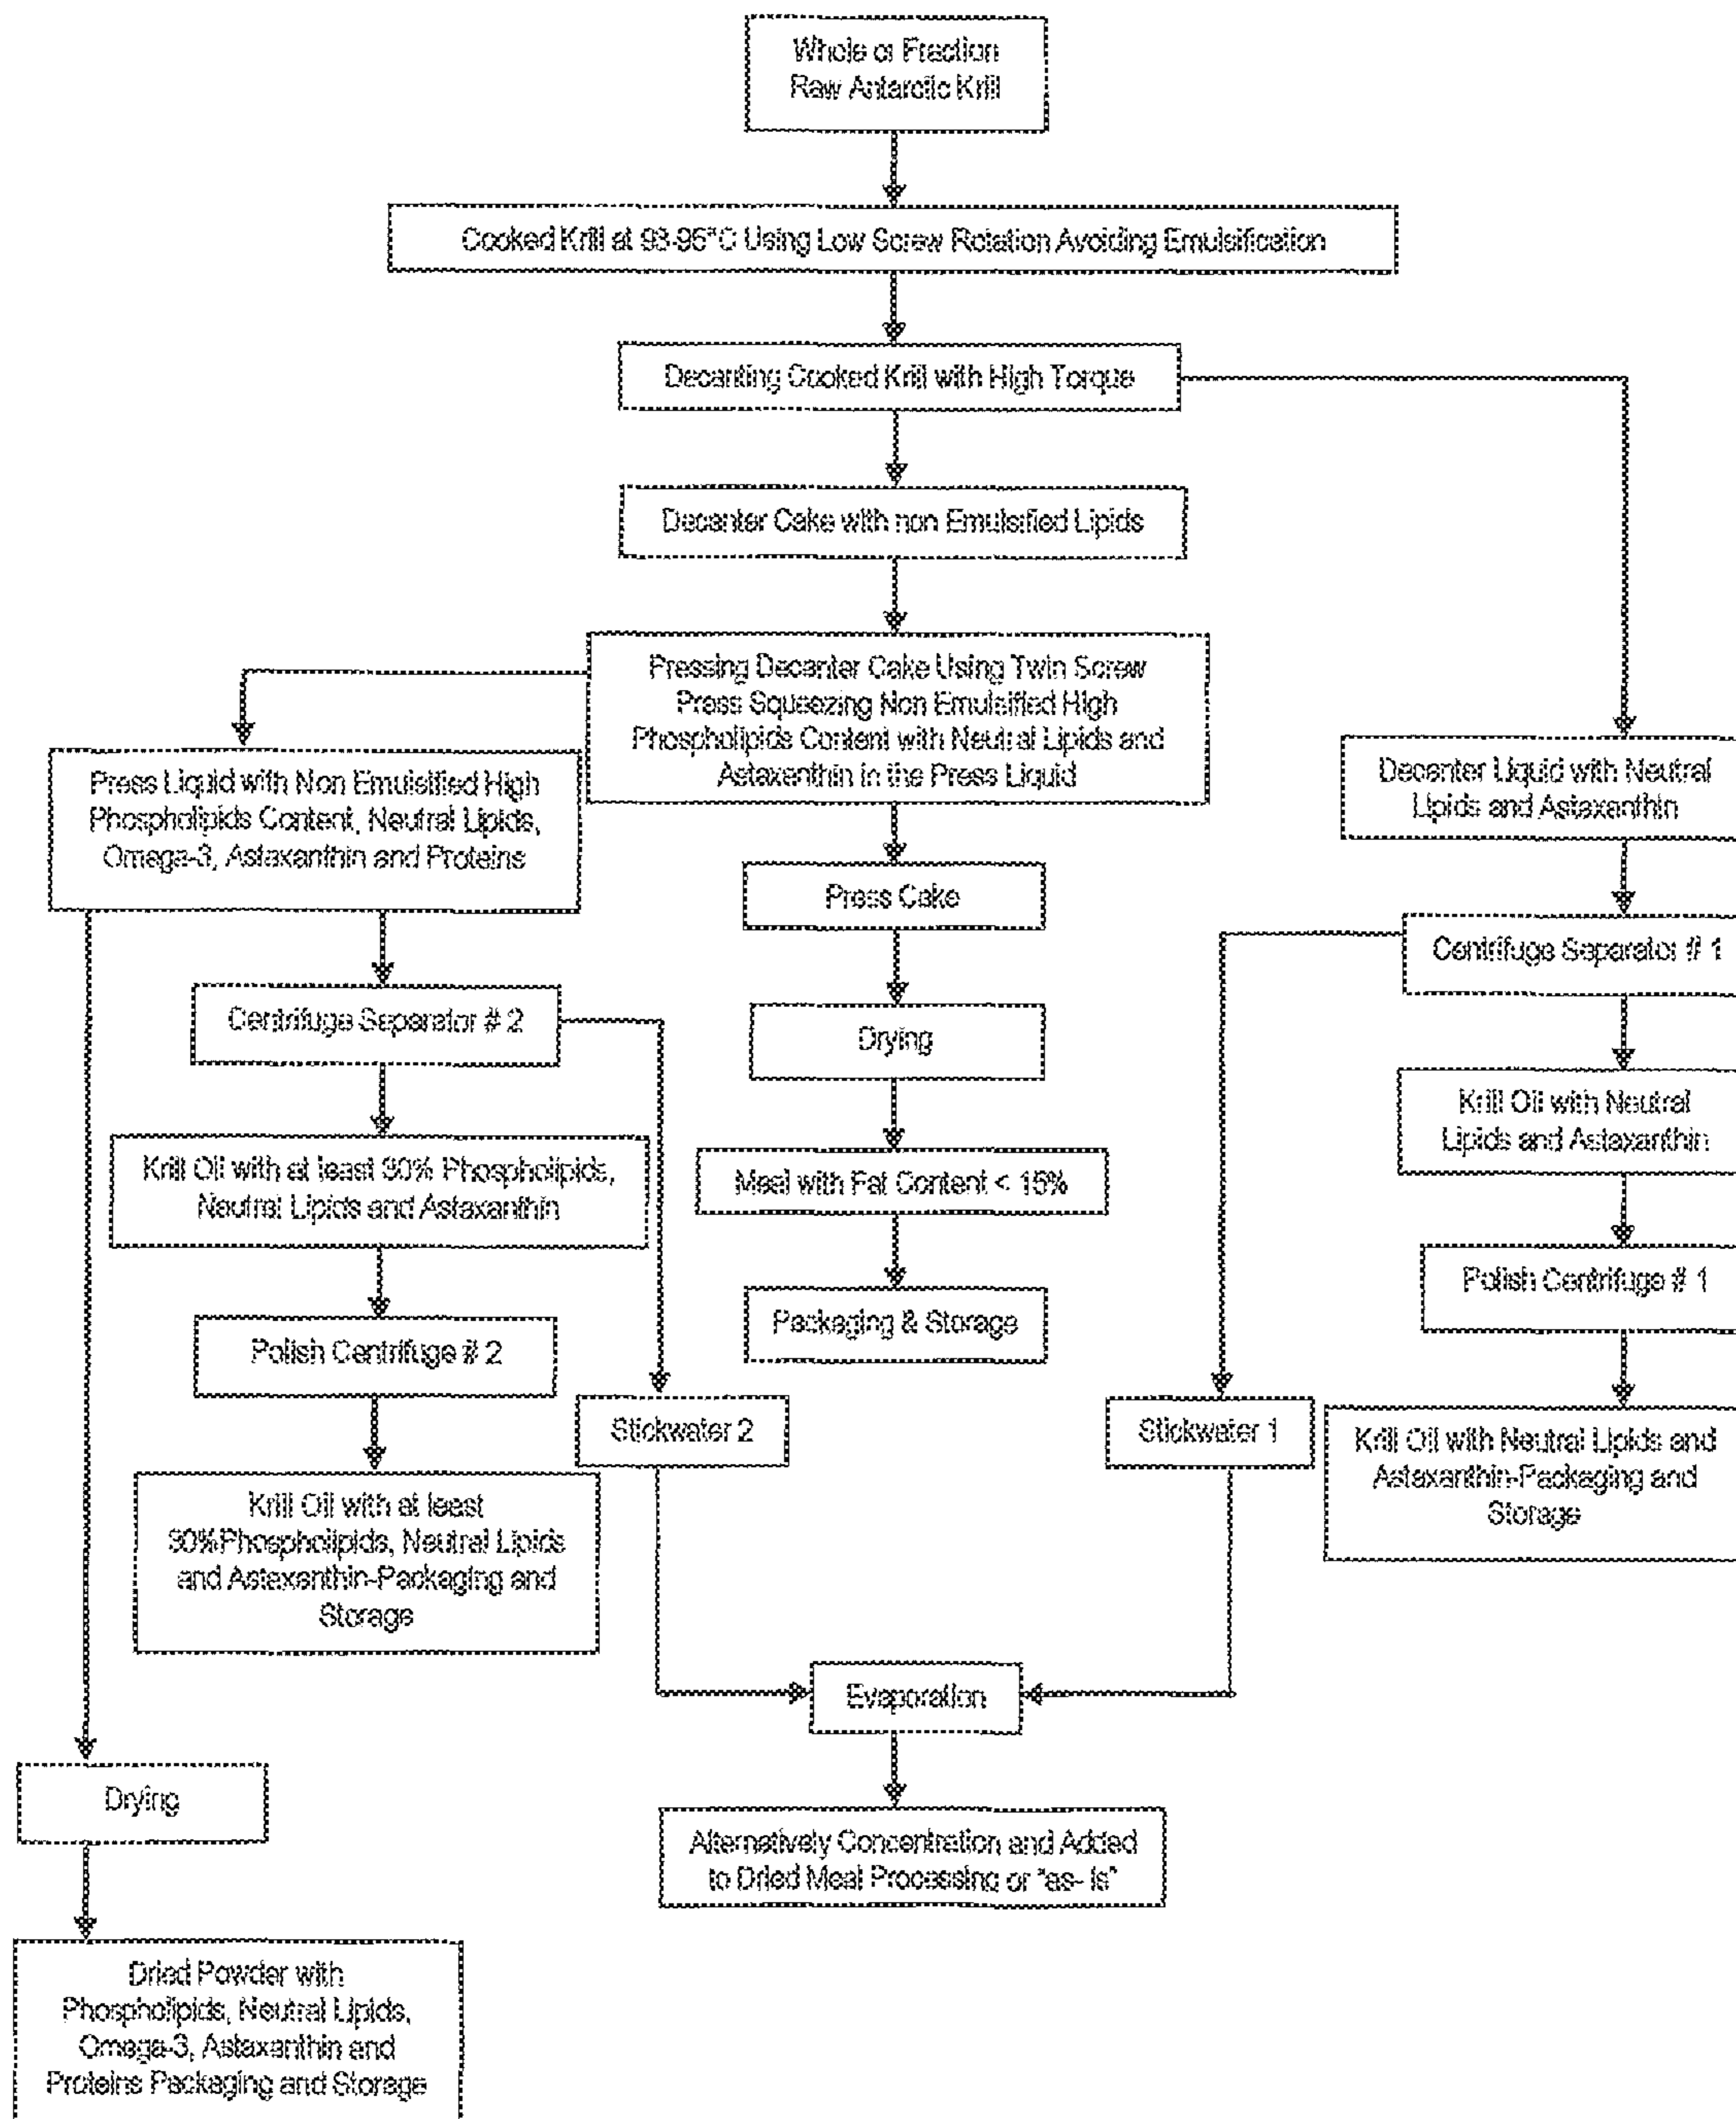 Whole or Fraction
Raw Antarctic Krill
Cooked Krill at 93-95°C Using Low Screw Rotation Avoiding Emulsification
Decanting Cooked Krill with High Torque
Decanter Cake with non Emulsified Lipids
Pressing Decanter Cake Using Twin Screw
Press Squeezing Non Emulsified High
Phospholipids Content with Neutral Lipids and
Astaxanthin in the Press Liquid
Press Liquid with Non Emulsified High
Phospholipids Content, Neutral Lipids,
Omega-3, Astaxanthin and Proteins
Decanter Liquid with Neutral
Lipids and Astaxanthin
Press Cake
Centrifuge Separator # 1
Centrifuge Separator # 2
Drying
Krill Oil with Neutral
Lipids and Astaxanthin
Krill Oil with at least 30% Phospholipids,
Neutral Lipids and Astaxanthin
Meal with Fat Content < 15%
Polish Centrifuge # 1
Packaging & Storage
Polish Centrifuge # 2
Stickwater 2
Stickwater 1
Krill Oil with Neutral Lipids and
Astaxanthin-Packaging and
Storage
Krill Oil with at least
30%Phospholipids, Neutral Lipids
and Astaxanthin-Packaging and
Storage
Evaporation
Drying
Alternatively Concentration and Added
to Dried Meal Processing or "as- is"
Dried Powder with
Phospholipids, Neutral Lipids,
Omega-3, Astaxanthin and
Proteins Packaging and Storage